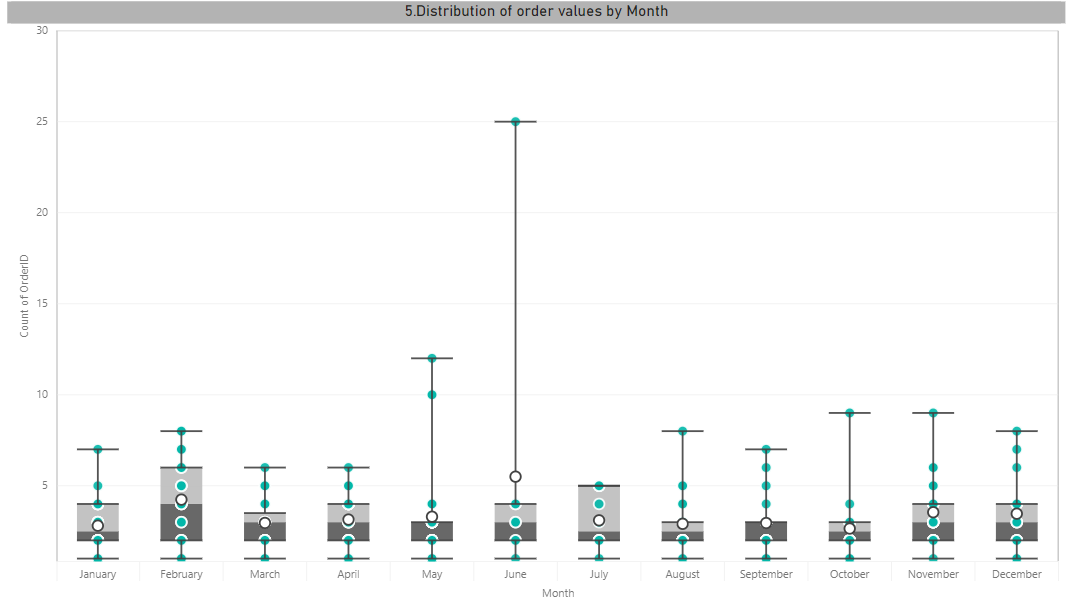 5.Distribution of order values by Month
30
25
20
15
10
5
Count of OrderID
January February March April May June July August September October November December
Month